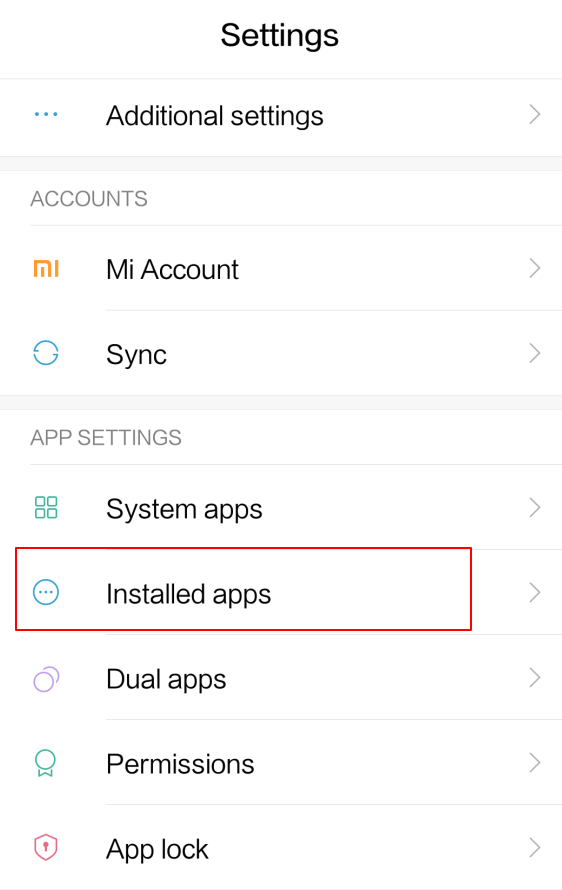 Settings
Additional settings
ACCOUNTS
Mi Account
Sync
APP SETTINGS
System apps
Installed apps
Dual apps
Permissions
App lock